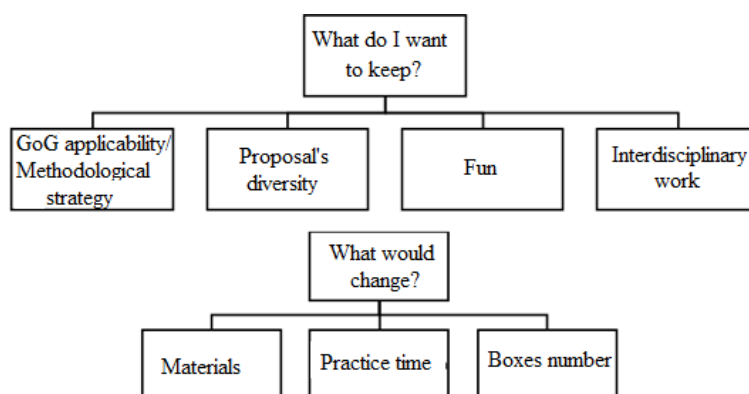 What do I want
to keep?
GoG applicability/
Methodological
strategy
Proposal's
diversity
Fun
Interdisciplinary
work
What would
change?
Materials
Practice time
Boxes number